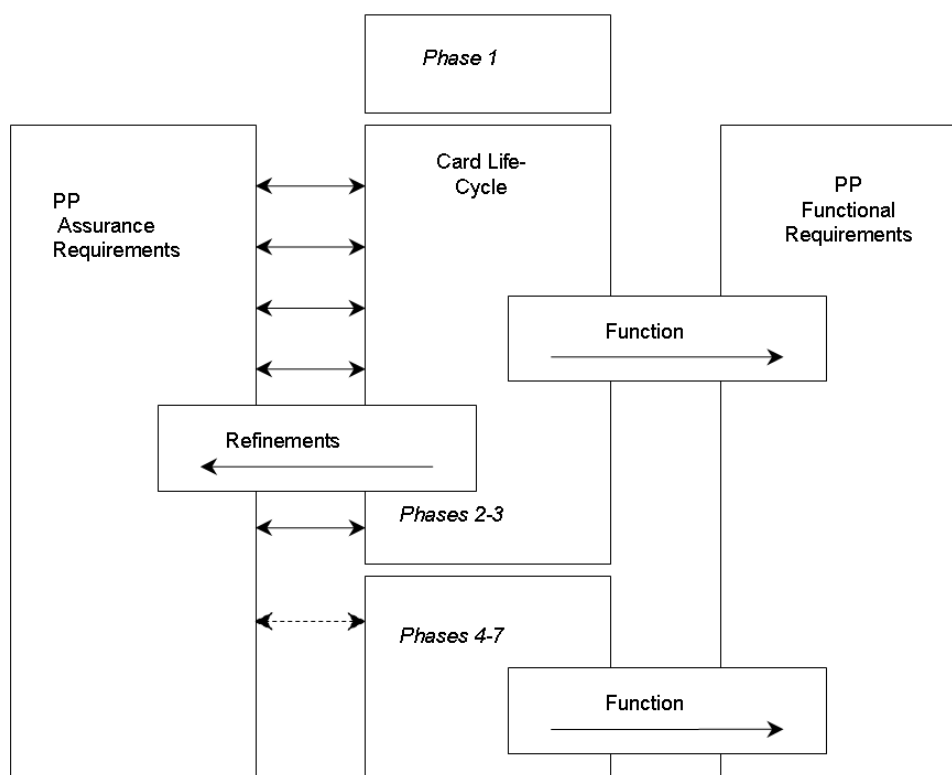 Phase 1
PP
Assurance
Requirements
Card Life-
Cycle
PP
Functional
Requirements
Function
Refinements
Phases 2-3
Phases 4-7
Function